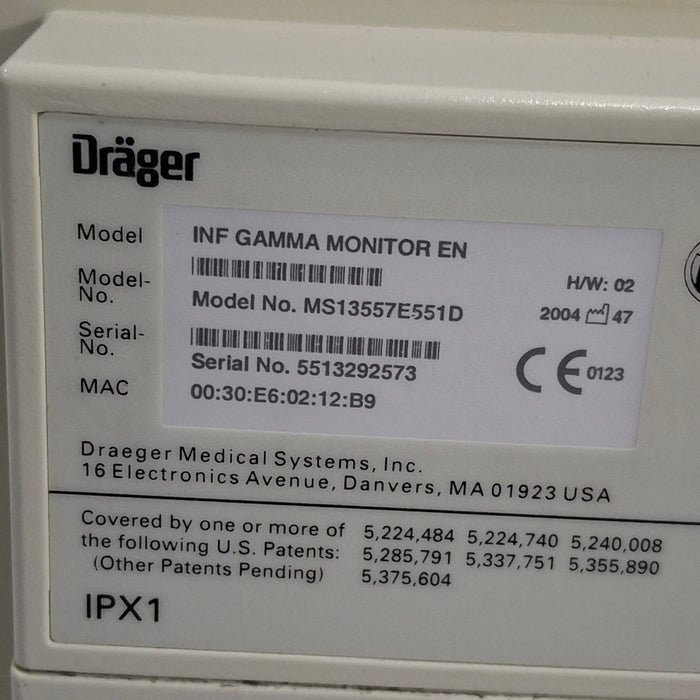 Dräger
Model INF GAMMA MONITOR EN
Model-No. Model No. MS13557E551D
H/W: 02
2004 47
Serial-No. Serial No. 5513292573
CE 0123
MAC 00:30:E6:02:12:B9
Draeger Medical Systems, Inc.
16 Electronics Avenue, Danvers, MA 01923 USA
Covered by one or more of 5,224,484 5,224,740 5,240,008
the following U.S. Patents: 5,285,791 5,337,751 5,355,890
(Other Patents Pending) 5,375,604
IPX1